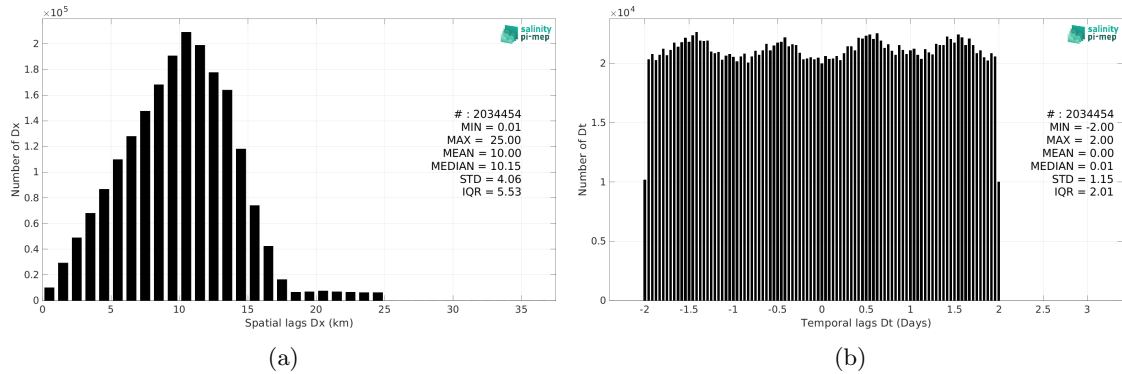 ×10⁵
2
1.8
1.6
1.4
1.2
1
0.8
0.6
0.4
0.2
0
Number of Dx
0 5 10 15 20 25 30 35
Spatial lags Dx (km)
salinity
pi-mep
# : 2034454
MIN = 0.01
MAX = 25.00
MEAN = 10.00
MEDIAN = 10.15
STD = 4.06
IQR = 5.53
(a)
×10⁴
2
1.5
1
0.5
0
Number of Dt
-2 -1.5 -1 -0.5 0 0.5 1 1.5 2 2.5 3
Temporal lags Dt (Days)
salinity
pi-mep
# : 2034454
MIN = -2.00
MAX = 2.00
MEAN = 0.00
MEDIAN = 0.01
STD = 1.15
IQR = 2.01
(b)